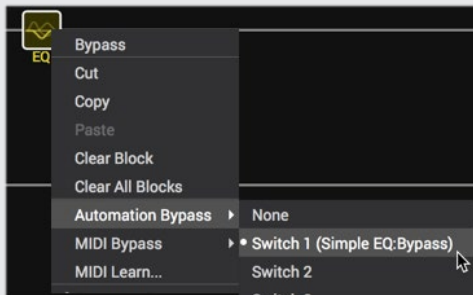 EQ
Bypass
Cut
Copy
Paste
Clear Block
Clear All Blocks
Automation Bypass
None
MIDI Bypass
Switch 1 (Simple EQ:Bypass)
MIDI Learn...
Switch 2